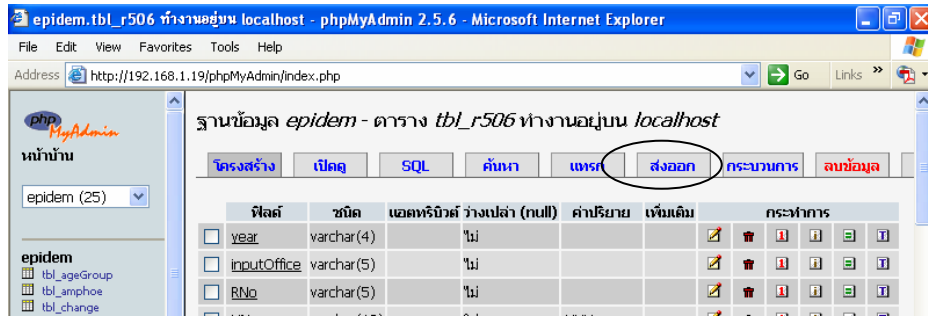 epidem.tbl_r506 ทำงานอยู่บน localhost - phpMyAdmin 2.5.6 - Microsoft Internet Explorer
File Edit View Favorites Tools Help
Address http://192.168.1.19/phpMyAdmin/index.php Go Links »
php
MyAdmin
หน้าบ้าน
epidem (25)
epidem
tbl_ageGroup
tbl_amphoe
tbl_change
ฐานข้อมูล epidem - ตาราง tbl_r506 ทำงานอยู่บน localhost
โครงสร้าง เปิดดู SQL ค้นหา แทรก ส่งออก กระบวนการ ลบข้อมูล
ฟิลด์ ชนิด แอตทริบิวต์ ว่างเปล่า (null) ค่าปริยาย เพิ่มเติม กระทำการ
year varchar(4) ไม่
inputOffice varchar(5) ไม่
RNo varchar(5) ไม่